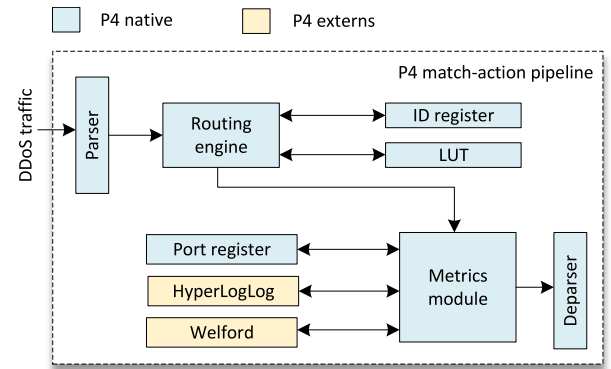 P4 native
P4 externs
P4 match-action pipeline
DDoS traffic
Parser
Routing
engine
ID register
LUT
Port register
HyperLogLog
Welford
Metrics
module
Deparser